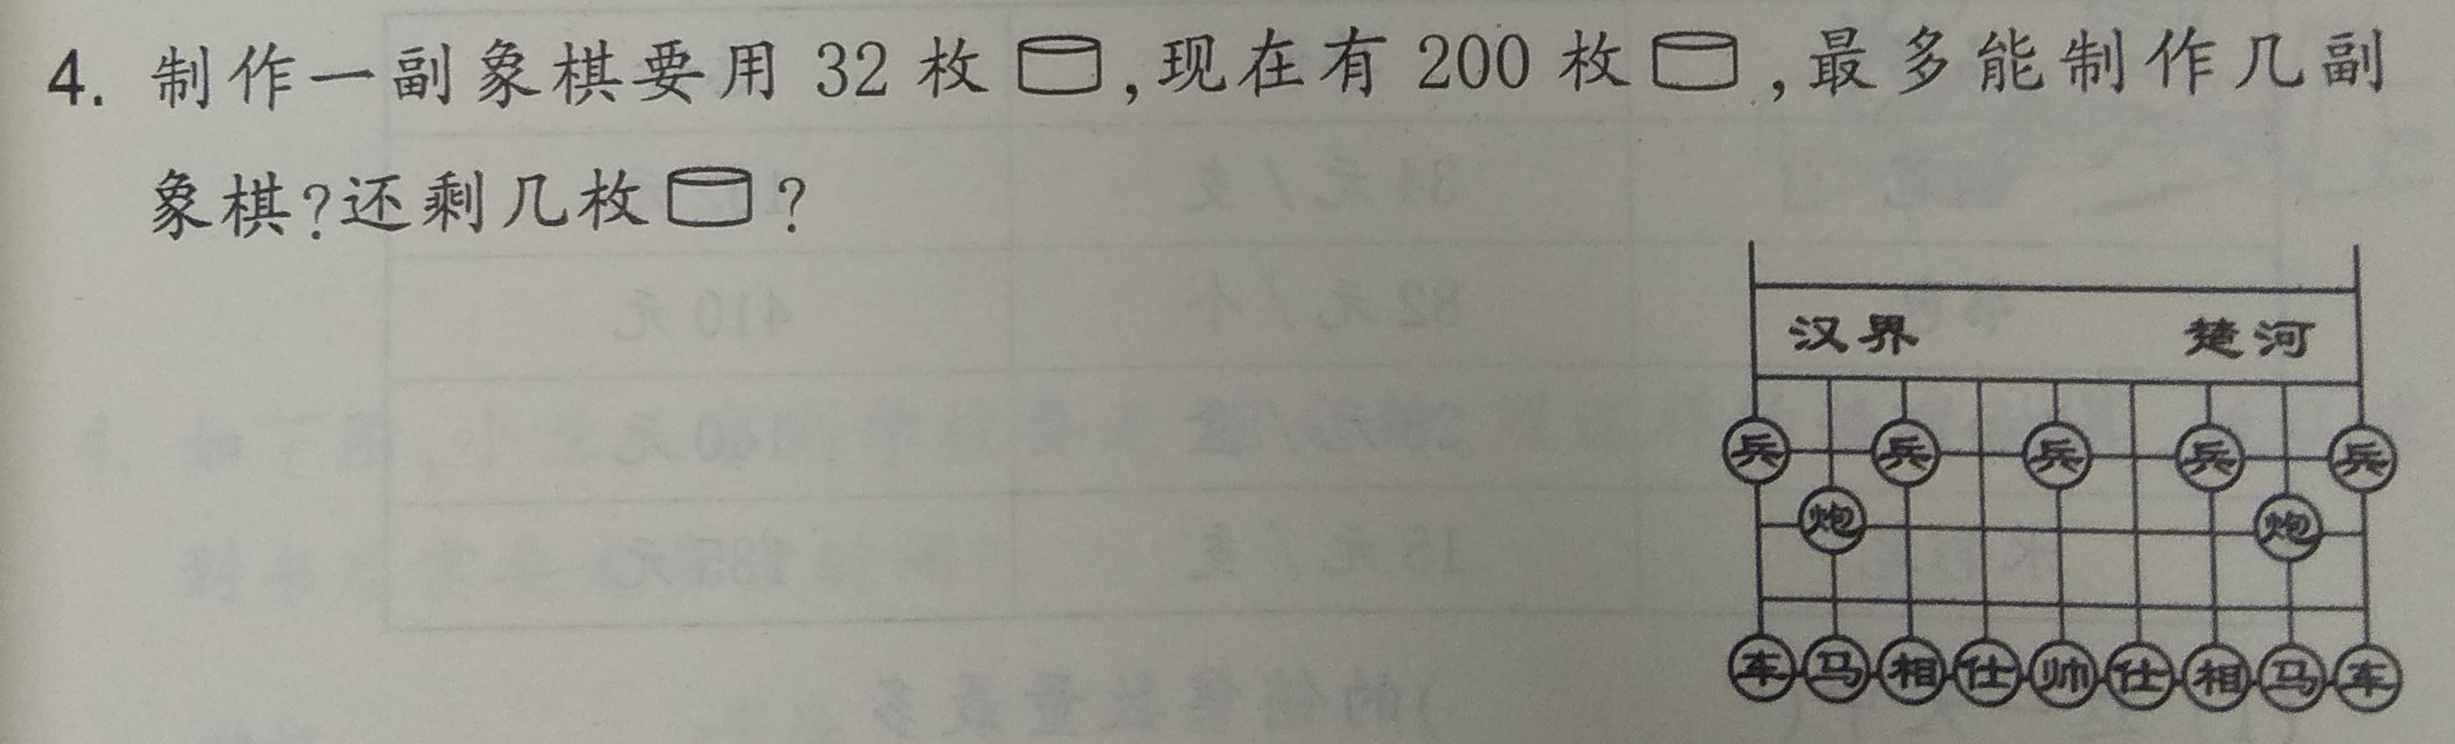 4. 制作一副象棋要用 32 枚 ,现在有 200 枚 ,最多能制作几副
象棋?还剩几枚 ?
汉界 楚河
兵 兵 兵 兵 兵
炮 炮
车 马 相 仕 帅 仕 相 马 车